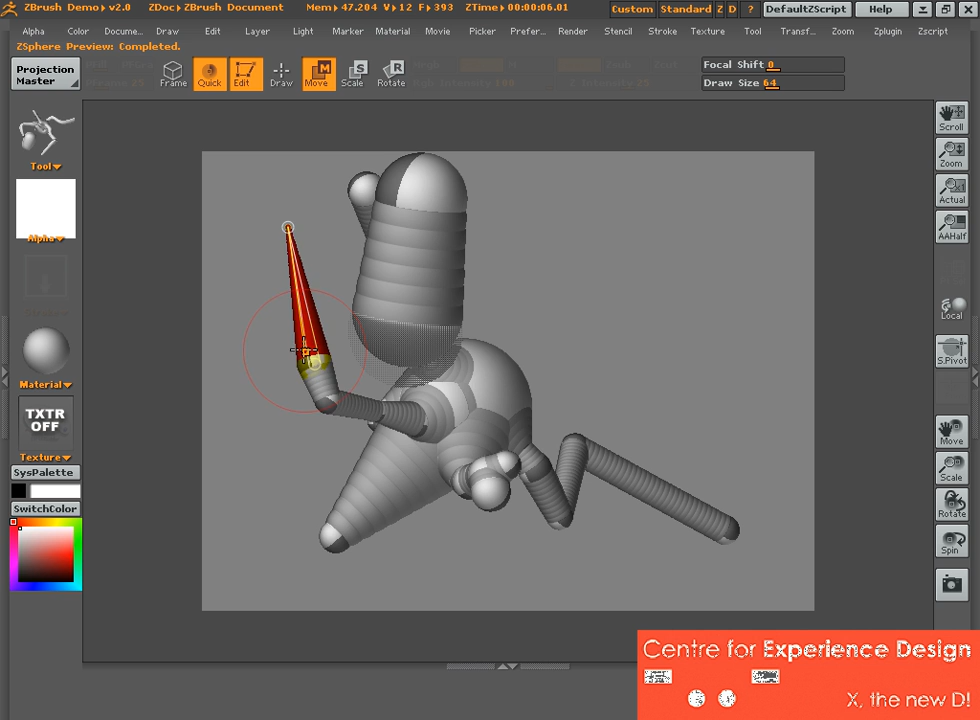 ZBrush Demo v2.0 ZDoc ZBrush Document Mem 47.204 V 12 F 393 ZTime 00:00:06.01 Custom Standard Z D ? DefaultZScript Help
Alpha Color Docume... Draw Edit Layer Light Marker Material Movie Picker Prefer... Render Stencil Stroke Texture Tool Transf... Zoom Zplugin Zscript
ZSphere Preview: Completed.
Projection
Master
Frame Quick Edit Draw Move Scale Rotate
M S R
Focal Shift 0
Draw Size 64
Tool
Alpha
Material
TXTR
OFF
Texture
SysPalette
SwitchColor
Scroll
Zoom
Actual
AAHalf
Local
S.Pivot
Move
Scale
Rotate
Spin
Centre for Experience Design
X, the new D!